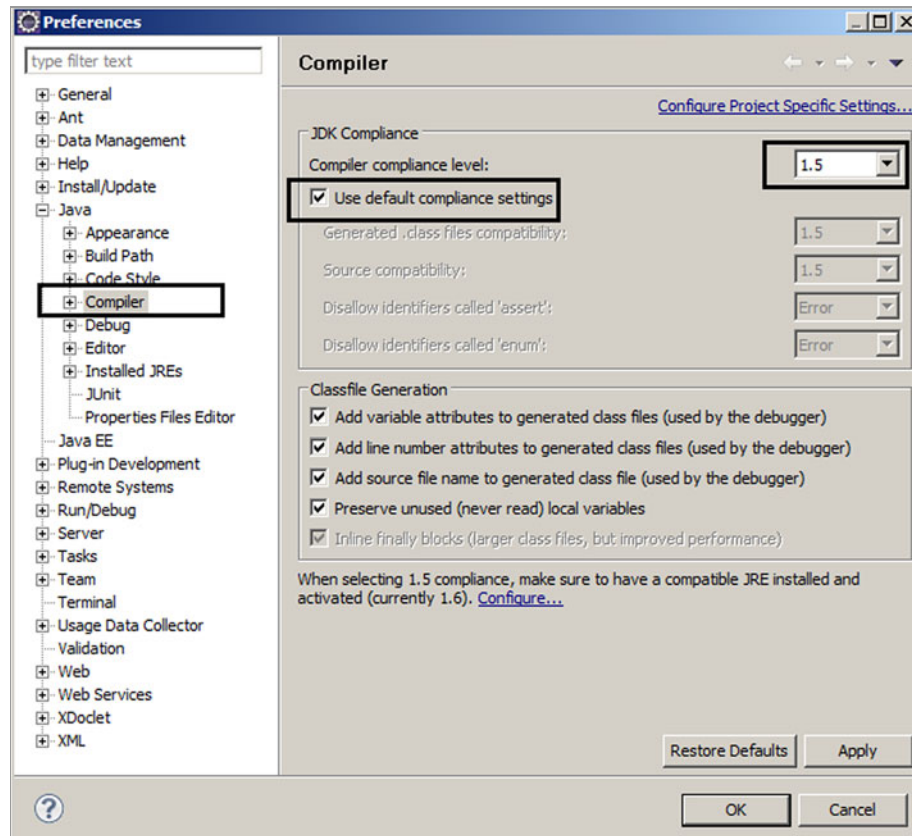 Preferences
type filter text
General
Ant
Data Management
Help
Install/Update
Java
Appearance
Build Path
Code Style
Compiler
Debug
Editor
Installed JREs
JUnit
Properties Files Editor
Java EE
Plug-in Development
Remote Systems
Run/Debug
Server
Tasks
Team
Terminal
Usage Data Collector
Validation
Web
Web Services
XDoclet
XML
Compiler
Configure Project Specific Settings...
JDK Compliance
Compiler compliance level: 1.5
Use default compliance settings
Generated .class files compatibility: 1.5
Source compatibility: 1.5
Disallow identifiers called 'assert': Error
Disallow identifiers called 'enum': Error
Classfile Generation
Add variable attributes to generated class files (used by the debugger)
Add line number attributes to generated class files (used by the debugger)
Add source file name to generated class file (used by the debugger)
Preserve unused (never read) local variables
Inline finally blocks (larger class files, but improved performance)
When selecting 1.5 compliance, make sure to have a compatible JRE installed and
activated (currently 1.6). Configure...
Restore Defaults Apply
? OK Cancel